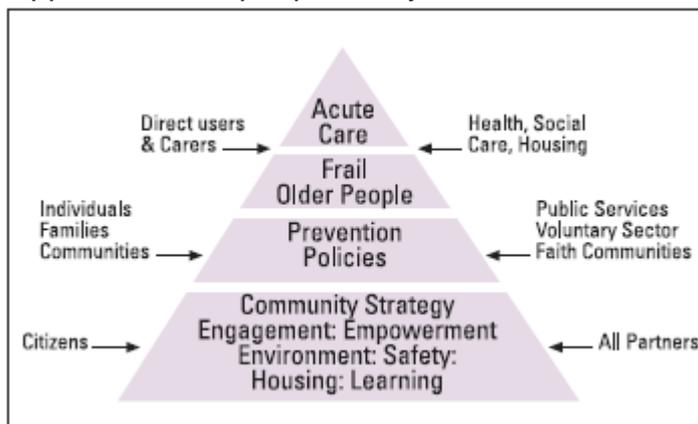 Acute
Care
Direct users
& Carers
Health, Social
Care, Housing
Frail
Older People
Individuals
Families
Communities
Prevention
Policies
Public Services
Voluntary Sector
Faith Communities
Community Strategy
Engagement: Empowerment
Environment: Safety:
Housing: Learning
Citizens
All Partners